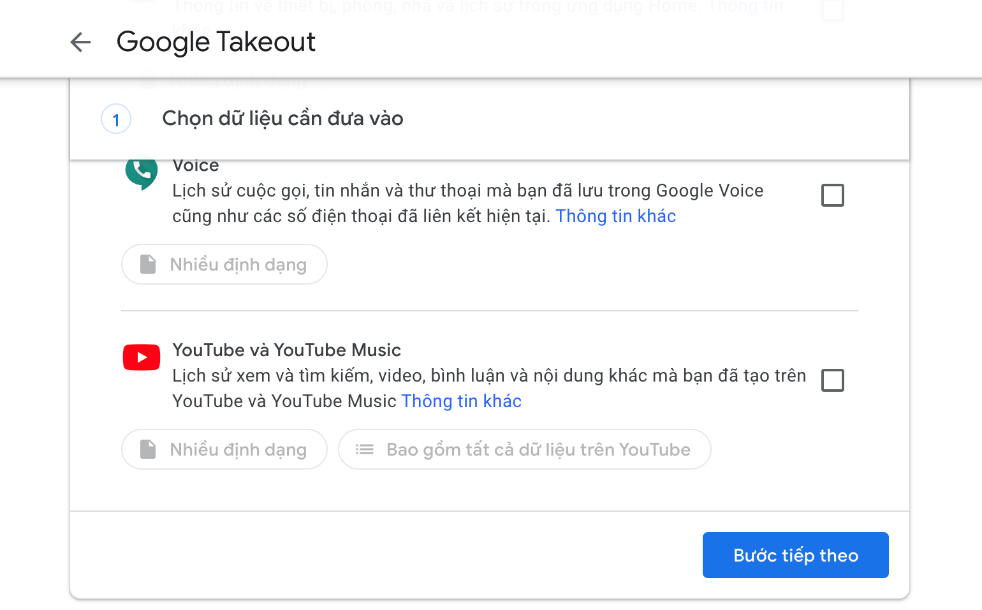 Thông tin về thiết bị, phòng, nhà và lịch sử trong ứng dụng Home. Thông tin
Google Takeout
1
Chọn dữ liệu cần đưa vào
Voice
Lịch sử cuộc gọi, tin nhắn và thư thoại mà bạn đã lưu trong Google Voice
cũng như các số điện thoại đã liên kết hiện tại. Thông tin khác
Nhiều định dạng
YouTube và YouTube Music
Lịch sử xem và tìm kiếm, video, bình luận và nội dung khác mà bạn đã tạo trên
YouTube và YouTube Music Thông tin khác
Nhiều định dạng
Bao gồm tất cả dữ liệu trên YouTube
Bước tiếp theo